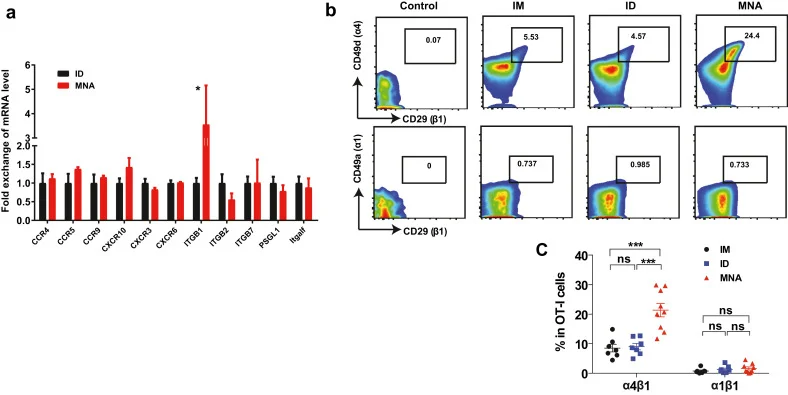 a
Fold exchange of mRNA level
6
5
4
3
2.0
1.5
1.0
0.5
0.0
ID
MNA
*
CCR4
CCR5
CCR9
CXCR10
CXCR3
CXCR6
ITGB1
ITGB2
ITGB7
PSGL1
Itgalf
b
Control
IM
ID
MNA
CD49d (α4)
0.07
5.53
4.57
24.4
CD29 (β1)
CD49a (α1)
0
0.737
0.985
0.733
CD29 (β1)
C
% in OT-I cells
40
30
20
10
0
***
ns
***
ns
ns
ns
IM
ID
MNA
α4β1
α1β1